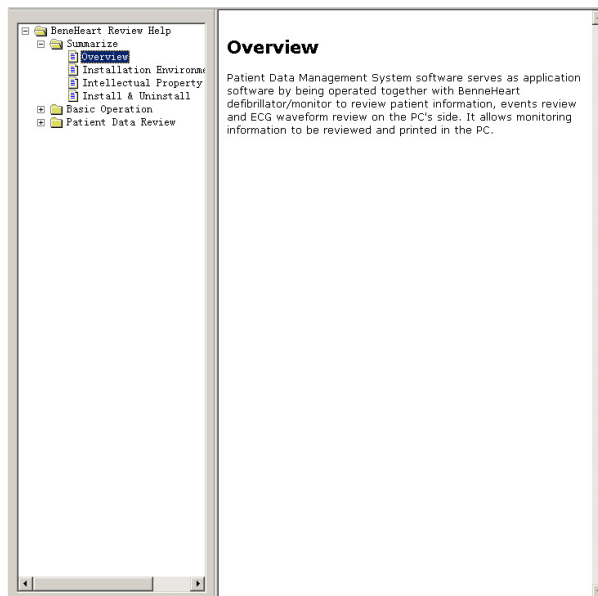 BeneHeart Review Help
Summarize
Overview
Installation Environme
Intellectual Property
Install & Uninstall
Basic Operation
Patient Data Review
Overview
Patient Data Management System software serves as application
software by being operated together with BenneHeart
defibrillator/monitor to review patient information, events review
and ECG waveform review on the PC's side. It allows monitoring
information to be reviewed and printed in the PC.